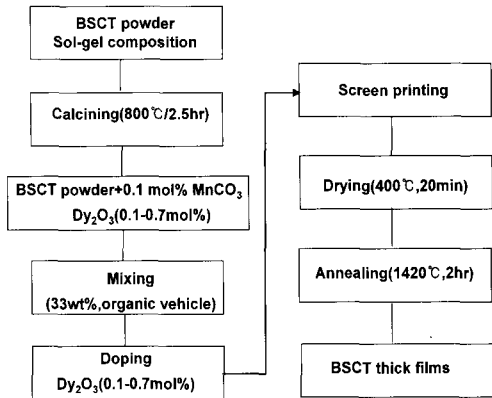 BSCT powder
Sol-gel composition
Calcining(800℃/2.5hr)
BSCT powder+0.1 mol% MnCO₃
Dy₂O₃(0.1-0.7mol%)
Mixing
(33wt%,organic vehicle)
Doping
Dy₂O₃(0.1-0.7mol%)
Screen printing
Drying(400℃,20min)
Annealing(1420℃,2hr)
BSCT thick films